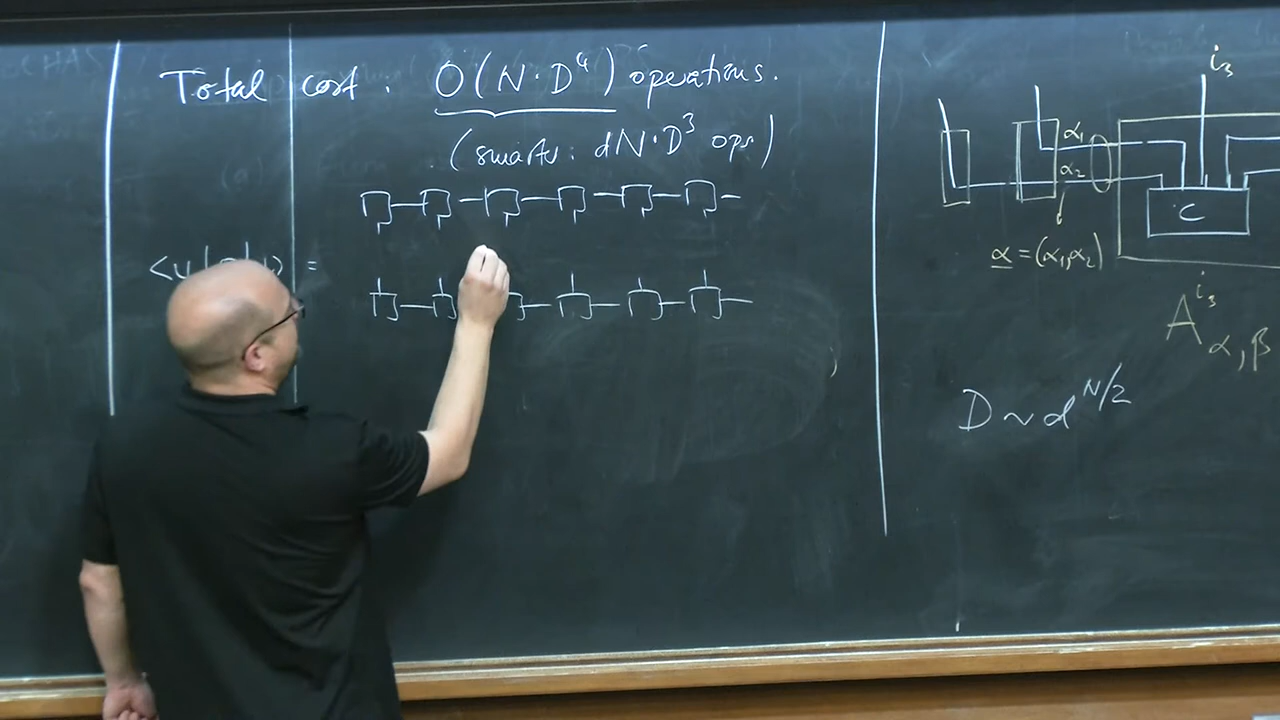 Total cost: O(N·D⁴) operations.
(smarter: dN·D³ ops)
=
i₃
α₁
α₂
C
α = (α₁,α₂)
A^{i₃}_{α,β}
D ~ d^{N/2}